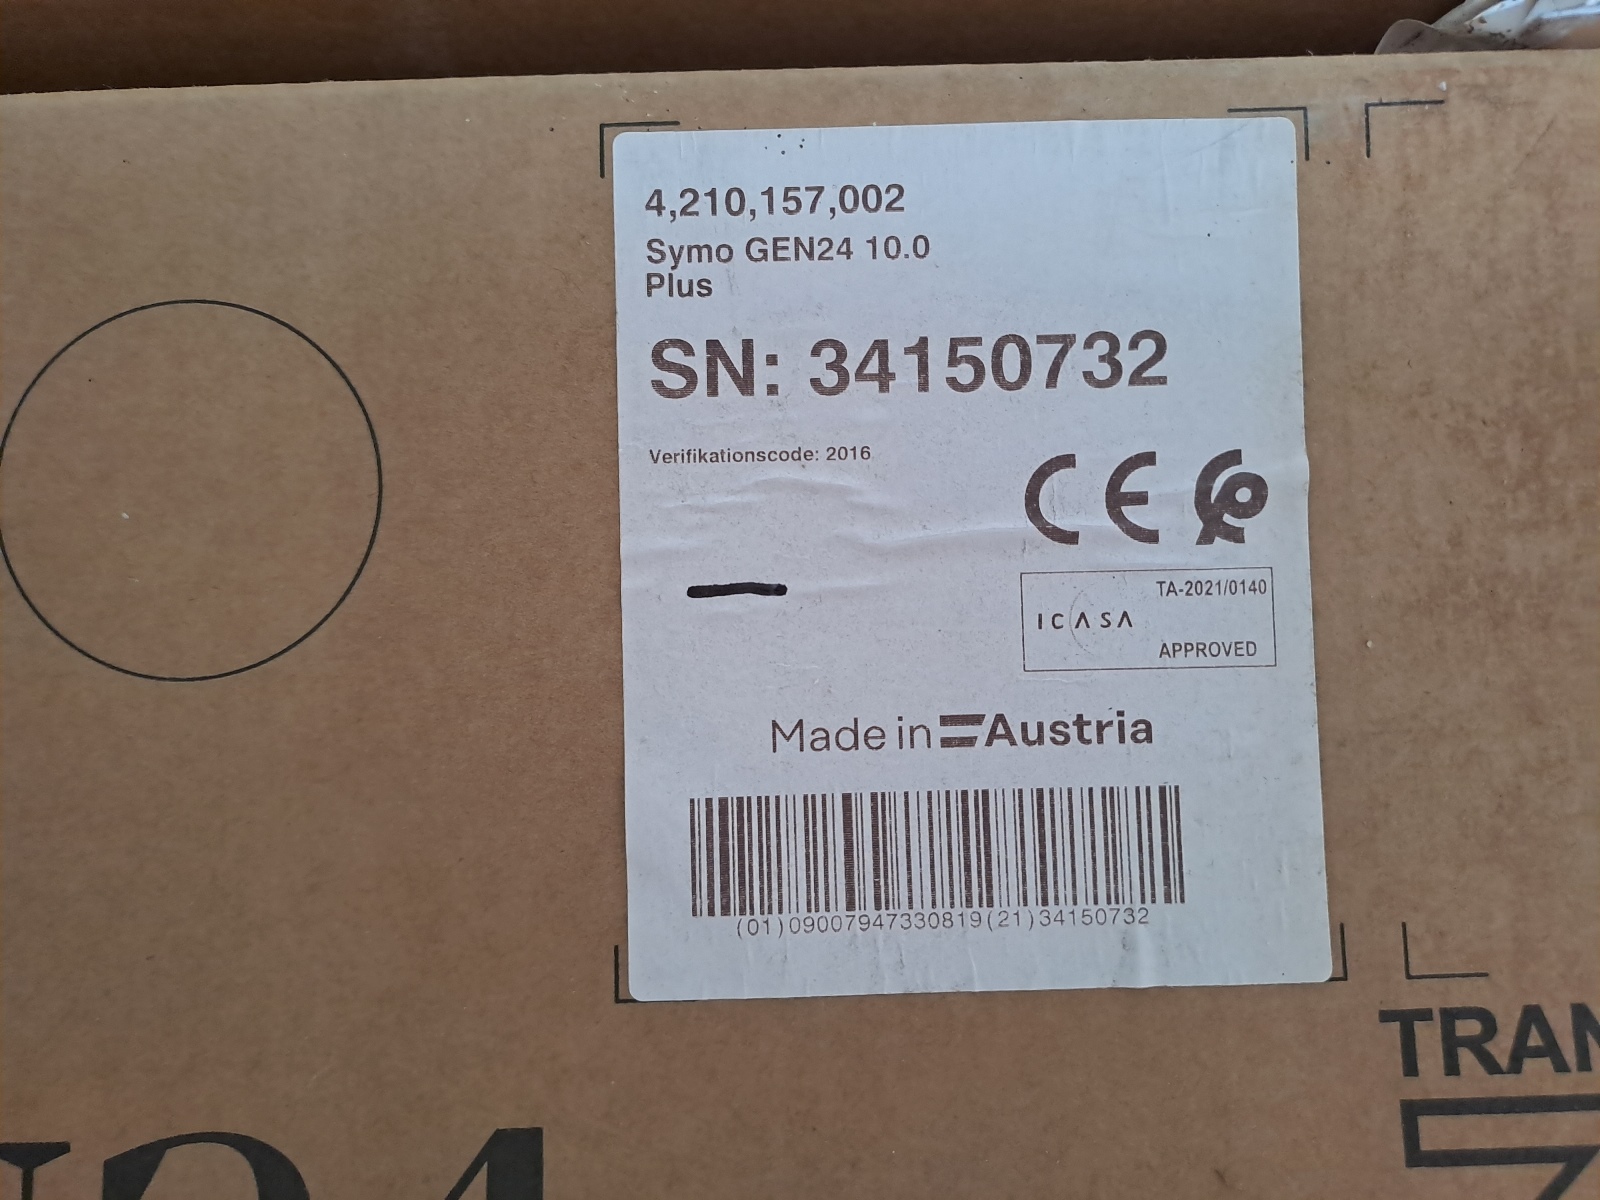 4,210,157,002
Symo GEN24 10.0
Plus
SN: 34150732
Verifikationscode: 2016
CE
TA-2021/0140
ICASA
APPROVED
Made in Austria
(01)09007947330819(21)34150732
TRAN
24